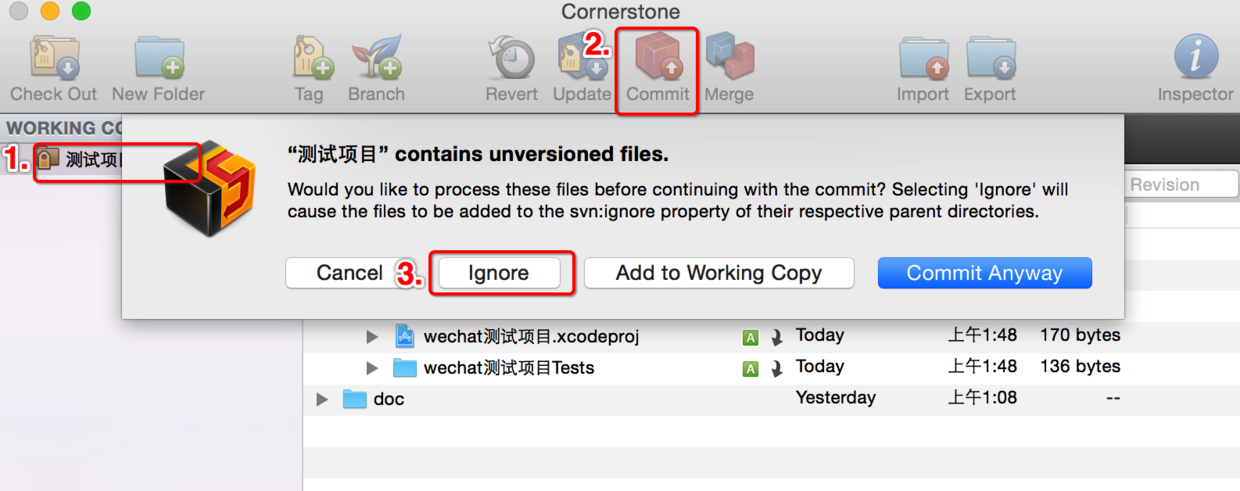 Cornerstone
2.
Check Out New Folder Tag Branch Revert Update Commit Merge Import Export Inspector
WORKING CO
1. 测试项目
“测试项目” contains unversioned files.
Would you like to process these files before continuing with the commit? Selecting 'Ignore' will
cause the files to be added to the svn:ignore property of their respective parent directories.
Revision
Cancel 3. Ignore Add to Working Copy Commit Anyway
wechat测试项目.xcodeproj A Today 上午1:48 170 bytes
wechat测试项目Tests A Today 上午1:48 136 bytes
doc Yesterday 上午1:08 --